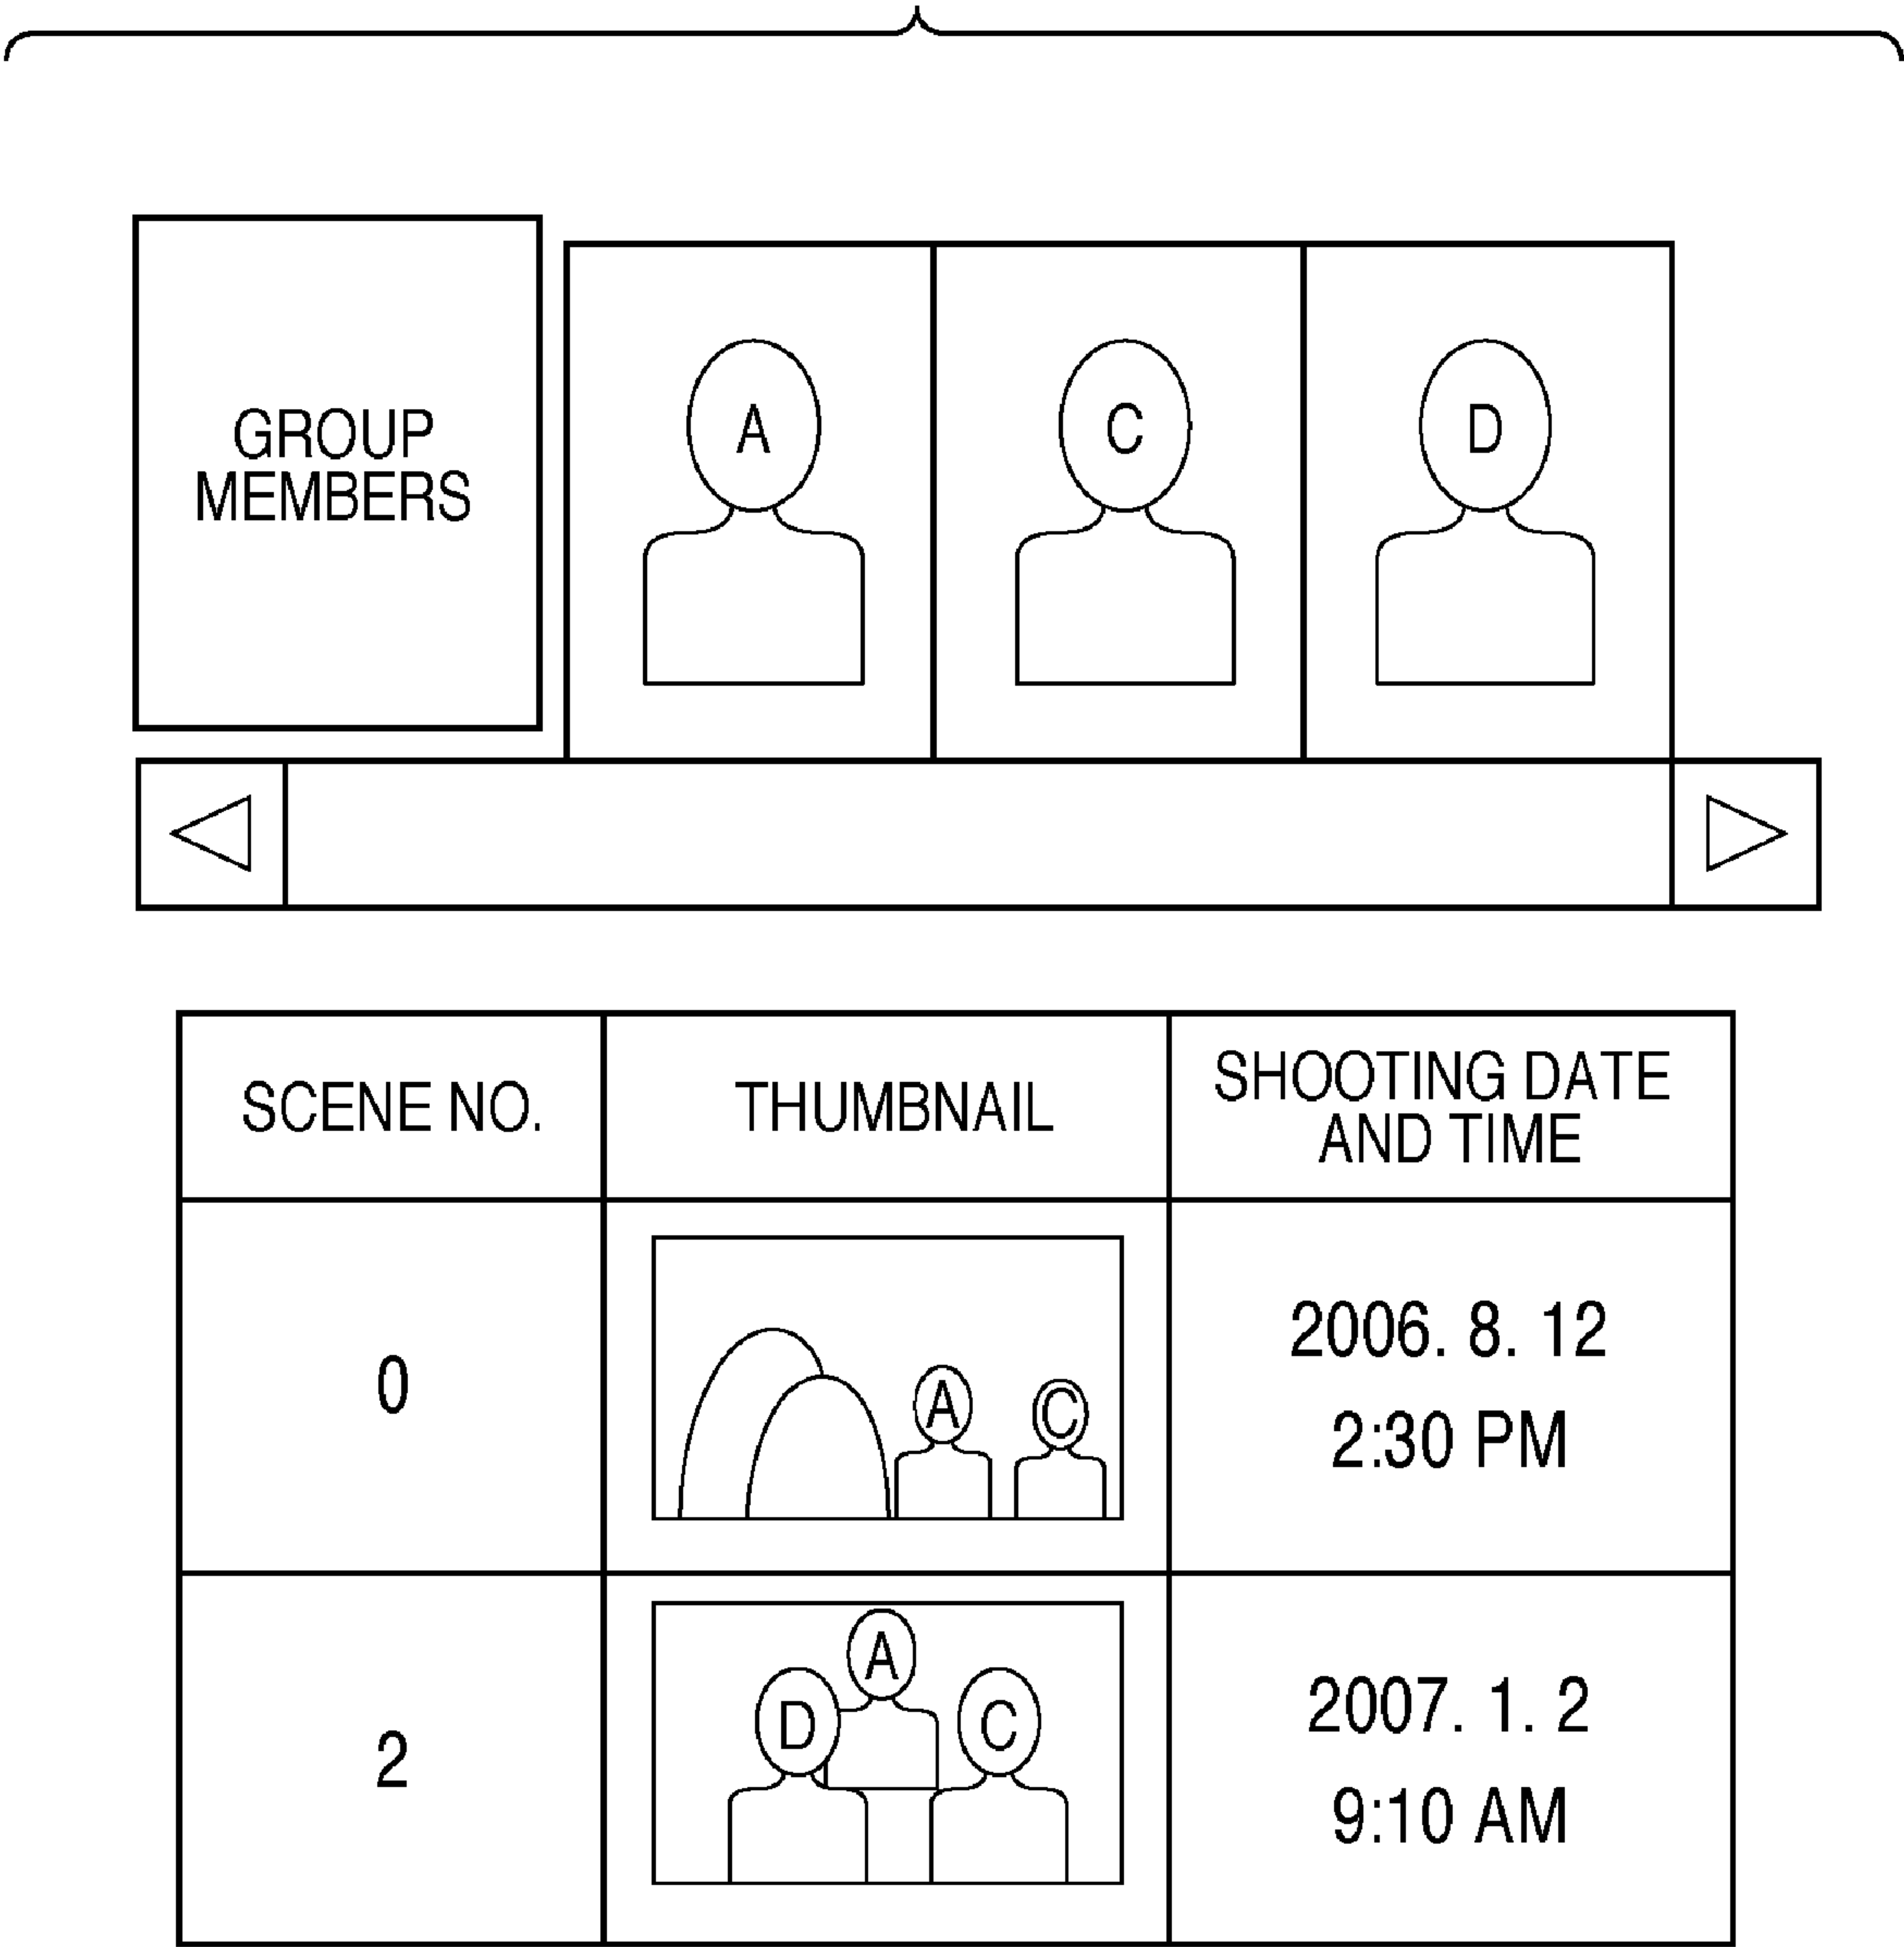 GROUP
MEMBERS
A
C
D
SCENE NO.
THUMBNAIL
SHOOTING DATE
AND TIME
0
A
C
2006. 8. 12
2:30 PM
2
A
D
C
2007. 1. 2
9:10 AM